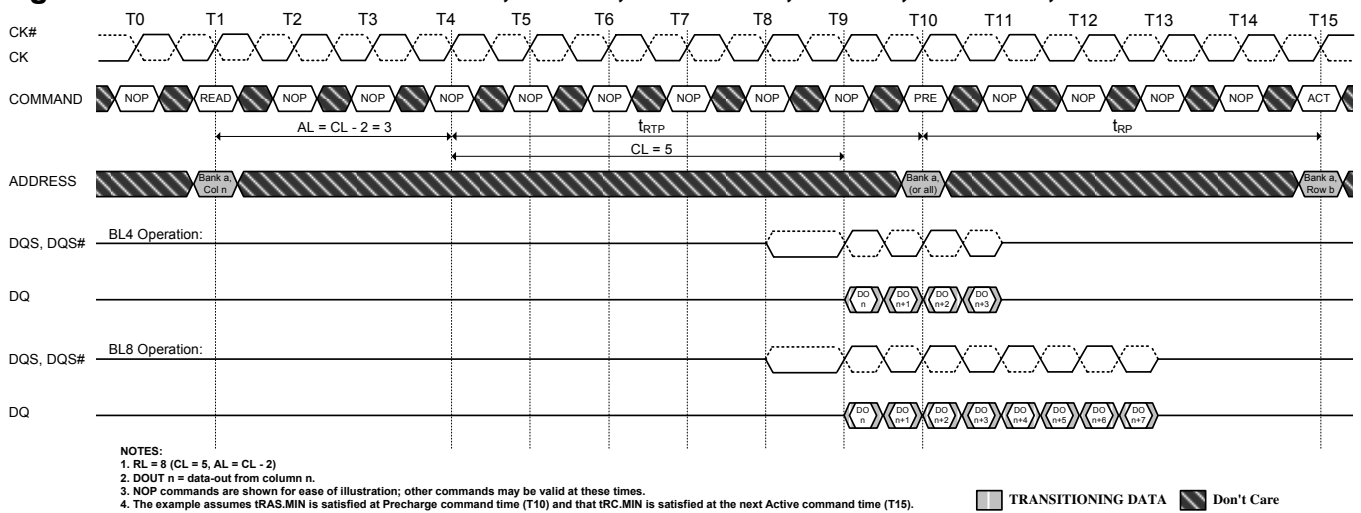 T0 T1 T2 T3 T4 T5 T6 T7 T8 T9 T10 T11 T12 T13 T14 T15
CK#
CK
COMMAND NOP READ NOP NOP NOP NOP NOP NOP NOP NOP PRE NOP NOP NOP NOP ACT
AL = CL - 2 = 3 tRTP tRP
CL = 5
ADDRESS Bank a, Col n Bank a, (or all) Bank a, Row b
BL4 Operation:
DQS, DQS#
DQ DO n DO n+1 DO n+2 DO n+3
BL8 Operation:
DQS, DQS#
DQ DO n DO n+1 DO n+2 DO n+3 DO n+4 DO n+5 DO n+6 DO n+7
NOTES:
1. RL = 8 (CL = 5, AL = CL - 2)
2. DOUT n = data-out from column n.
3. NOP commands are shown for ease of illustration; other commands may be valid at these times.
4. The example assumes tRAS.MIN is satisfied at Precharge command time (T10) and that tRC.MIN is satisfied at the next Active command time (T15).
TRANSITIONING DATA Don't Care